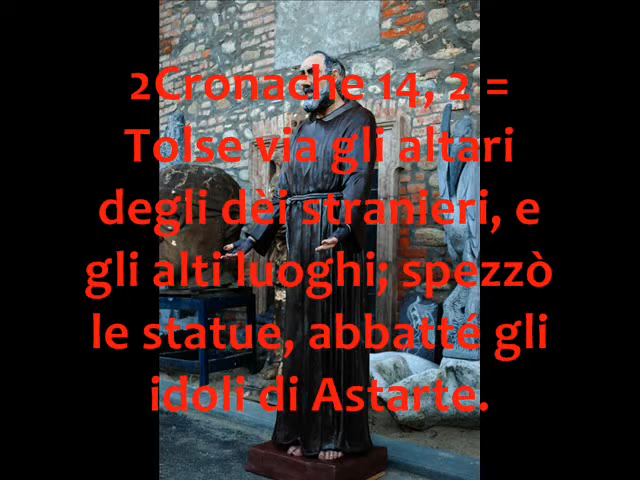 2Cronache 14, 2 =
Tolse via gli altari
degli dèi stranieri, e
gli alti luoghi; spezzò
le statue, abbatté gli
idoli di Astarte.